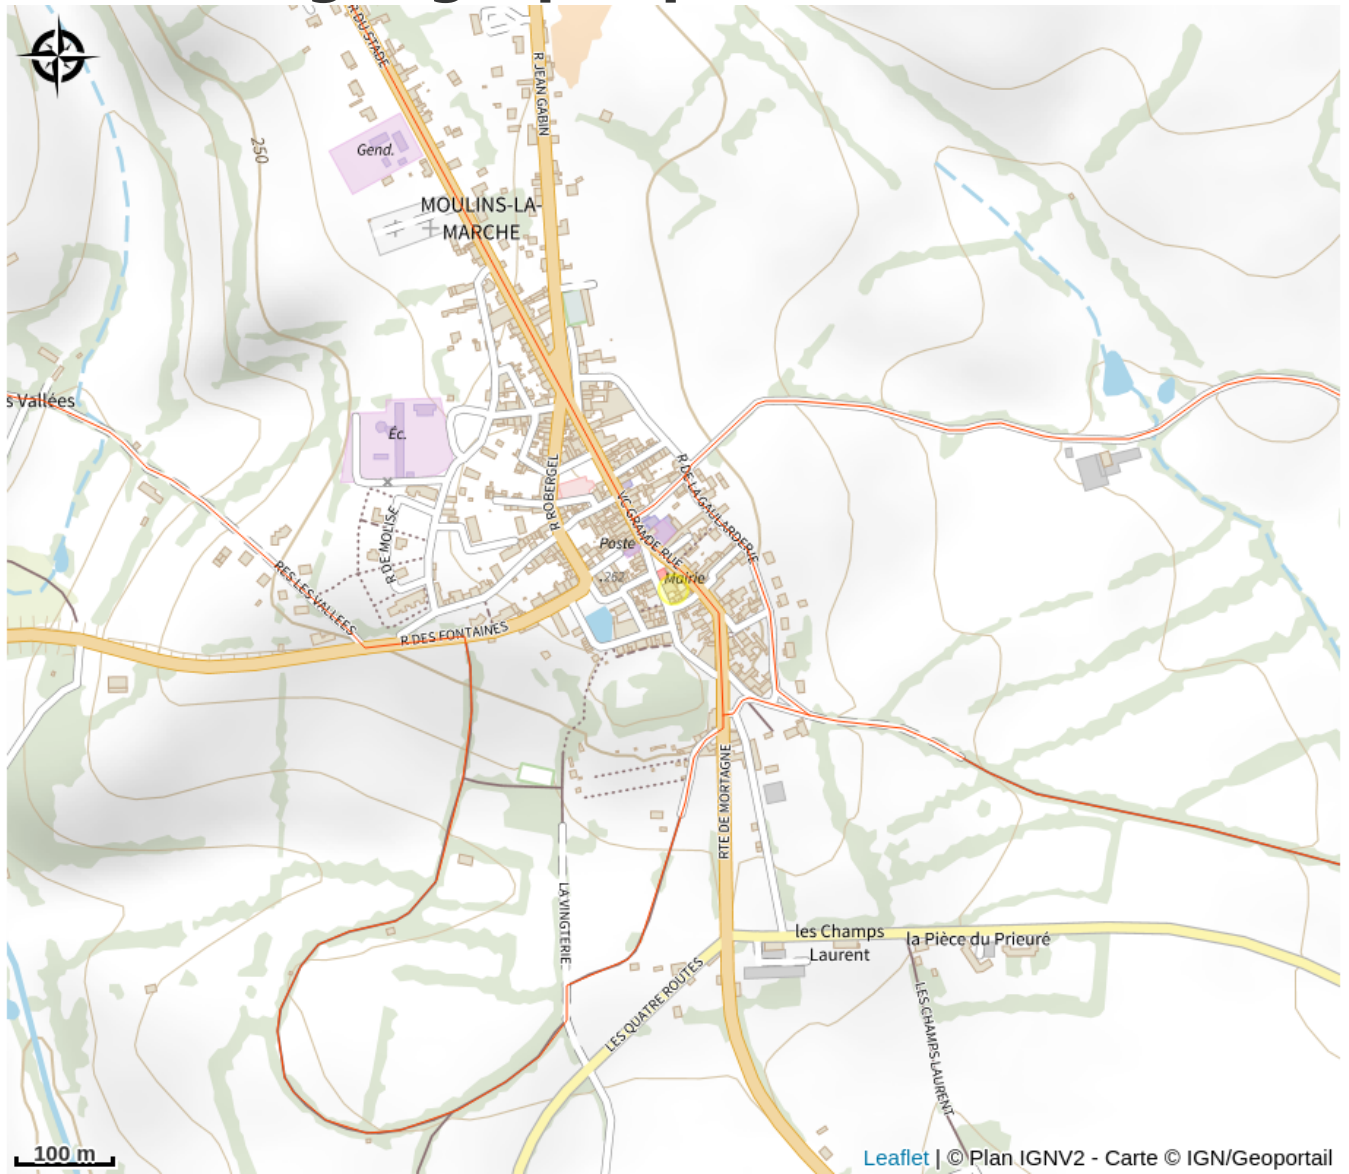 R DU STADE
R JEAN GABIN
250
Gend.
MOULINS-LA-
MARCHE
s Vallées
Éc.
R ROBERGEL
R DE LA GAULARDERIE
VC GRANDE RUE
R DE MOLISE
Poste
.262
Mairie
RES LES VALLEES
R DES FONTAINES
RTE DE MORTAGNE
LA VINGTERIE
les Champs
Laurent
la Pièce du Prieuré
LES QUATRE ROUTES
LES CHAMPS LAURENT
100 m
Leaflet | © Plan IGNV2 - Carte © IGN/Geoportail